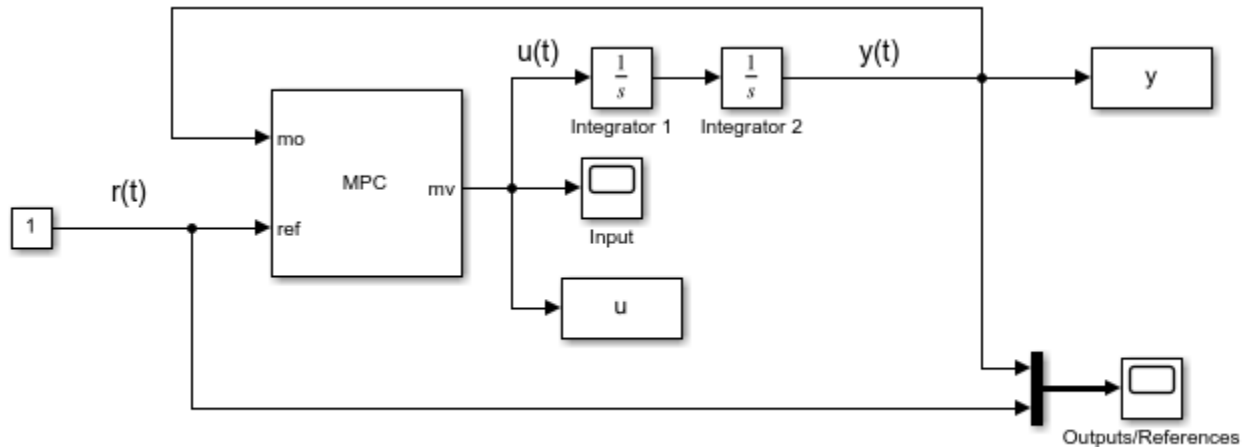 u(t)
y(t)
1
s
1
s
y
Integrator 1
Integrator 2
mo
MPC
mv
r(t)
1
ref
Input
u
Outputs/References